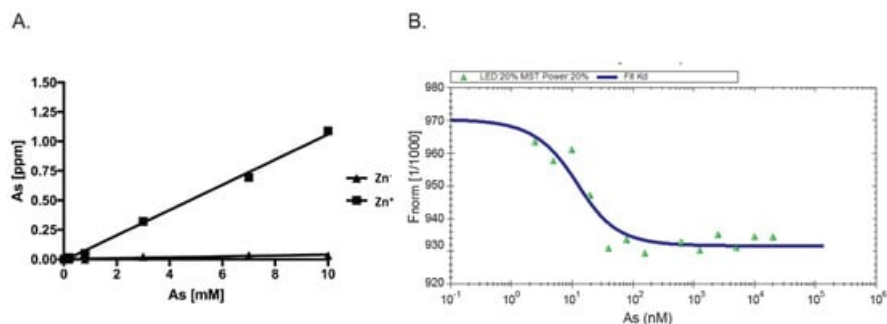 A.
1.50
1.25
1.00
0.75
0.50
0.25
0.00
0 2 4 6 8 10
As [ppm]
As [mM]
Zn⁻
Zn⁺
B.
LED:20% MST Power:20% Fit Kd
980
970
960
950
940
930
920
Fnorm [1/1000]
10⁻¹ 10⁰ 10¹ 10² 10³ 10⁴ 10⁵ 10⁶
As (nM)